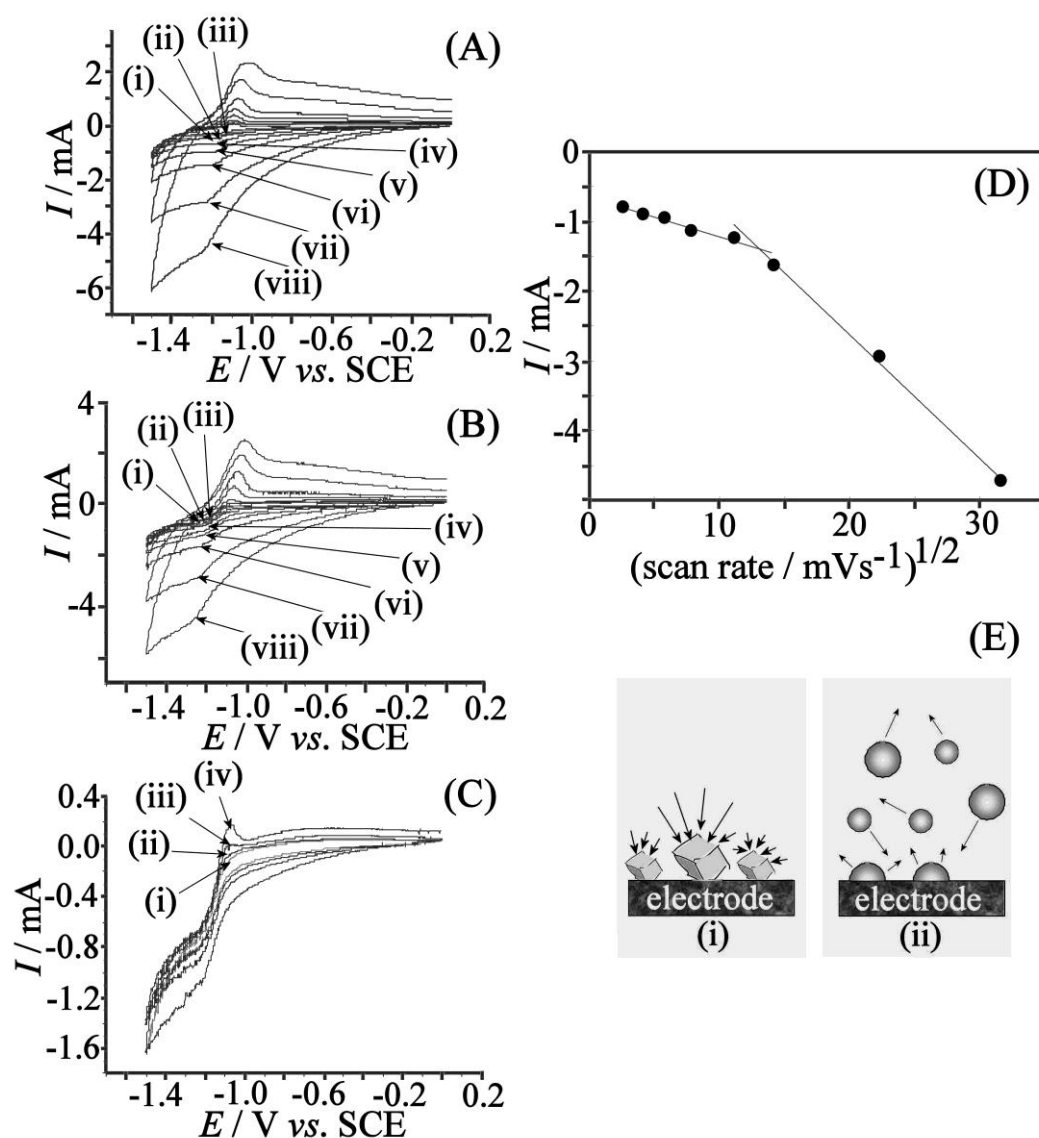 (A)
(i)
(ii)
(iii)
(iv)
(v)
(vi)
(vii)
(viii)
2
0
-2
-4
-6
I / mA
-1.4
-1.0
-0.6
-0.2
0.2
E / V vs. SCE
(B)
(i)
(ii)
(iii)
(iv)
(v)
(vi)
(vii)
(viii)
4
0
-4
I / mA
-1.4
-1.0
-0.6
-0.2
0.2
E / V vs. SCE
(C)
(iv)
(iii)
(ii)
(i)
0.4
0.0
-0.4
-0.8
-1.2
-1.6
I / mA
-1.4
-1.0
-0.6
-0.2
0.2
E / V vs. SCE
(D)
0
-1
-2
-3
-4
I / mA
0
10
20
30
(scan rate / mVs-1)1/2
(E)
electrode
(i)
electrode
(ii)